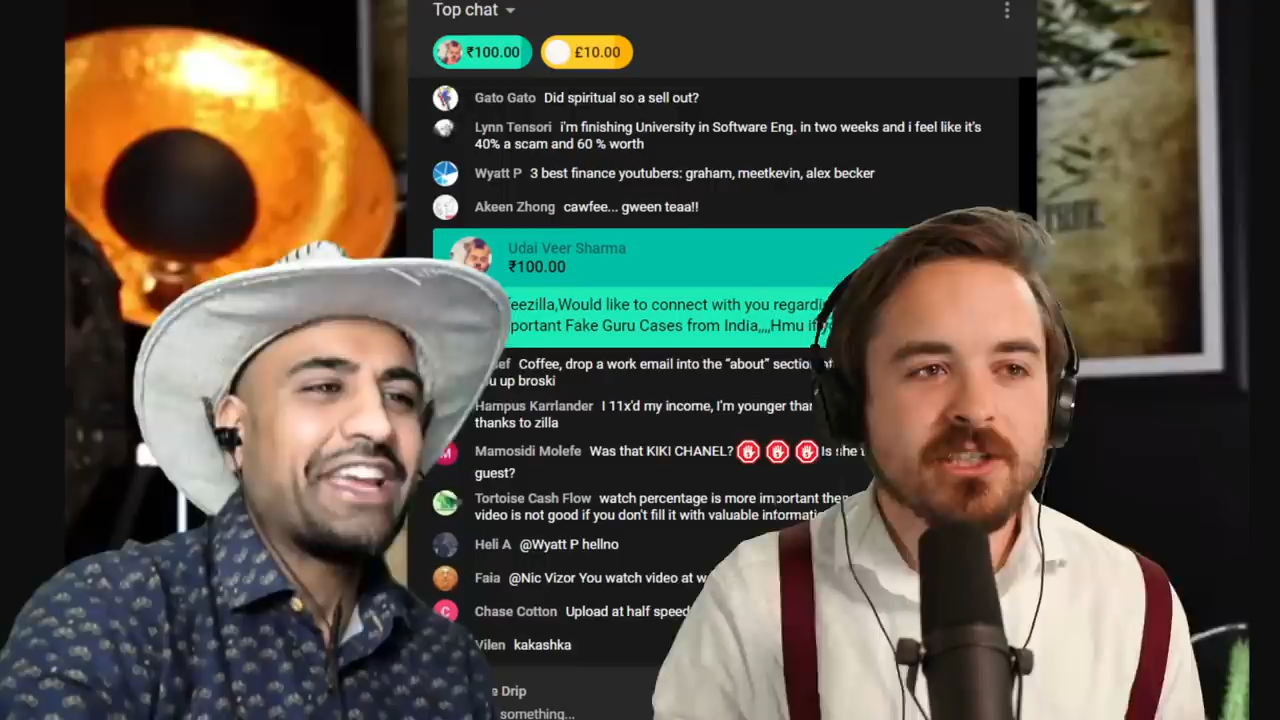 Top chat
₹100.00 £10.00
Gato Gato Did spiritual so a sell out?
Lynn Tensori i'm finishing University in Software Eng. in two weeks and i feel like it's
40% a scam and 60 % worth
Wyatt P 3 best finance youtubers: graham, meetkevin, alex becker
Akeen Zhong cawfee... gween teaa!!
Udai Veer Sharma
₹100.00
eezilla,Would like to connect with you regardin
portant Fake Guru Cases from India,,,,Hmu if
Coffee, drop a work email into the "about" section
u up broski
Hampus Karrlander I 11x'd my income, I'm younger than
thanks to zilla
M Mamosidi Molefe Was that KIKI CHANEL? Is she
guest?
Tortoise Cash Flow watch percentage is more important then
video is not good if you don't fill it with valuable informatio
Heli A @Wyatt P hellno
Faia @Nic Vizor You watch video at
C Chase Cotton Upload at half speed
Vilen kakashka
e Drip
something...